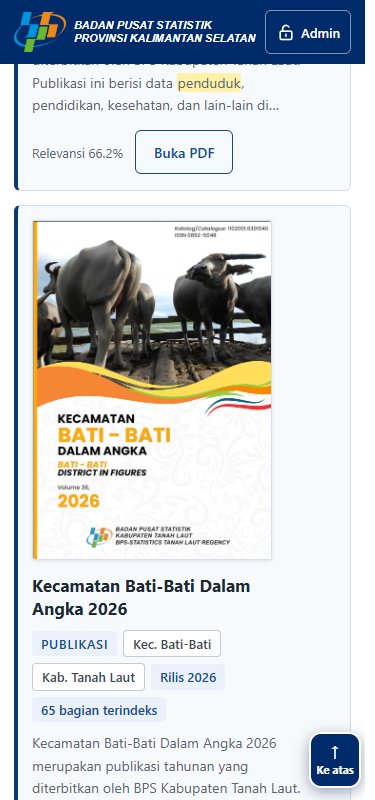 BADAN PUSAT STATISTIK
PROVINSI KALIMANTAN SELATAN
Admin
Publikasi ini berisi data penduduk,
pendidikan, kesehatan, dan lain-lain di...
Relevansi 66.2%
Buka PDF
Katalog/Catalogue: 1102001.6301040
ISSN 0852-5046
KECAMATAN
BATI - BATI
DALAM ANGKA
BATI - BATI
DISTRICT IN FIGURES
Volume 35,
2026
BADAN PUSAT STATISTIK
KABUPATEN TANAH LAUT
BPS-STATISTICS TANAH LAUT REGENCY
Kecamatan Bati-Bati Dalam
Angka 2026
PUBLIKASI
Kec. Bati-Bati
Kab. Tanah Laut
Rilis 2026
65 bagian terindeks
Kecamatan Bati-Bati Dalam Angka 2026
merupakan publikasi tahunan yang
diterbitkan oleh BPS Kabupaten Tanah Laut.
↑
Ke atas